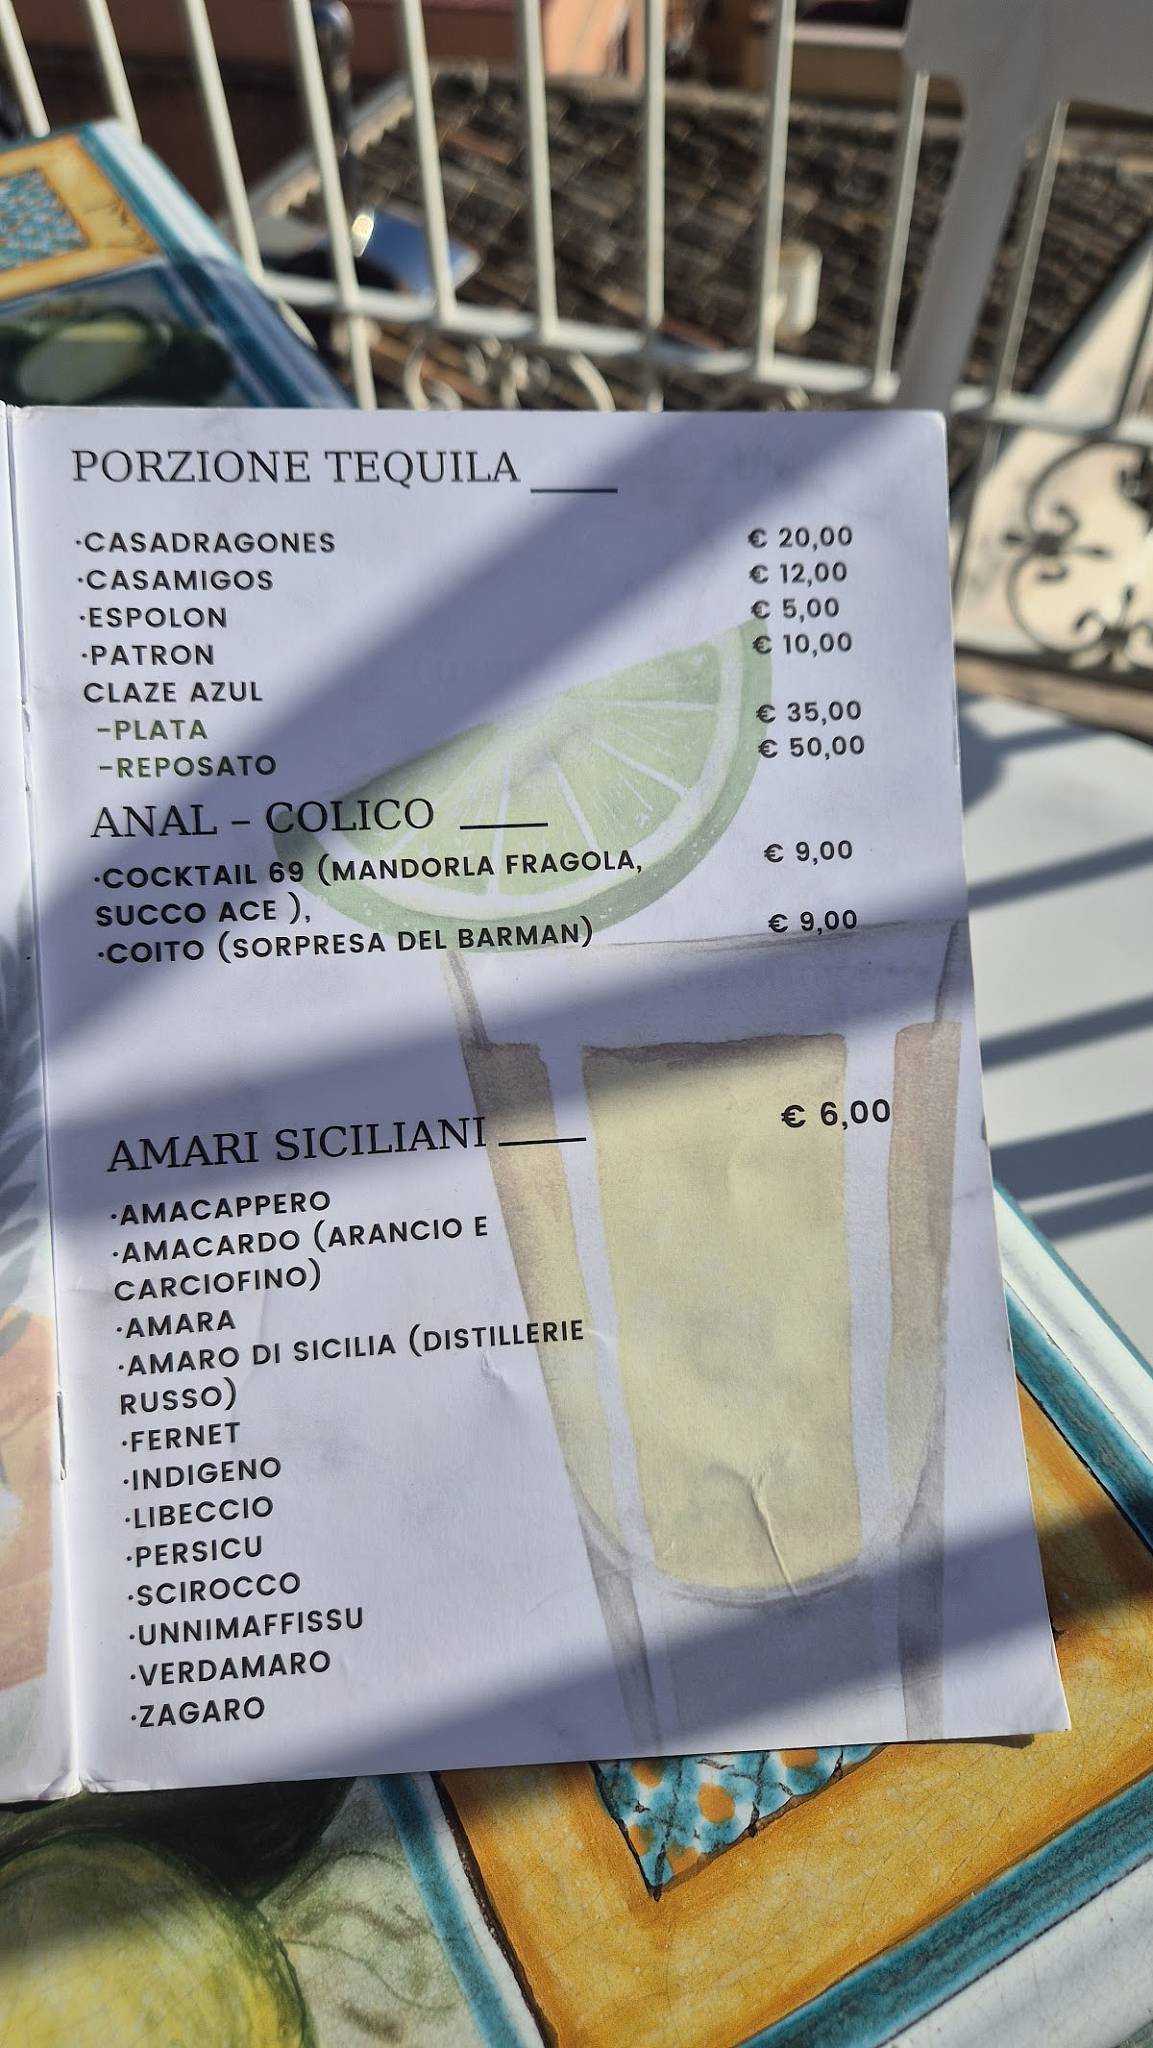 PORZIONE TEQUILA
·CASADRAGONES € 20,00
·CASAMIGOS € 12,00
·ESPOLON € 5,00
·PATRON € 10,00
CLAZE AZUL
-PLATA € 35,00
-REPOSATO € 50,00
ANAL - COLICO
·COCKTAIL 69 (MANDORLA FRAGOLA, € 9,00
SUCCO ACE ),
·COITO (SORPRESA DEL BARMAN) € 9,00
AMARI SICILIANI € 6,00
·AMACAPPERO
·AMACARDO (ARANCIO E
CARCIOFINO)
·AMARA
·AMARO DI SICILIA (DISTILLERIE
RUSSO)
·FERNET
·INDIGENO
·LIBECCIO
·PERSICU
·SCIROCCO
·UNNIMAFFISSU
·VERDAMARO
·ZAGARO